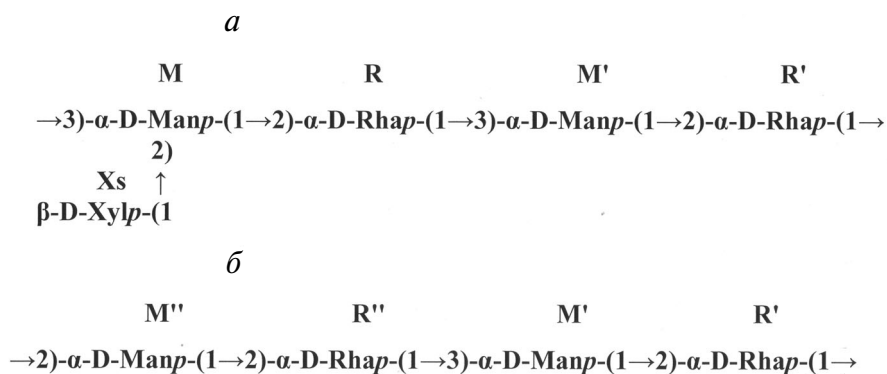 а
M R M' R'
→3)-α-D-Manp-(1→2)-α-D-Rhap-(1→3)-α-D-Manp-(1→2)-α-D-Rhap-(1→
2)
Xs ↑
β-D-Xylp-(1
б
M'' R'' M' R'
→2)-α-D-Manp-(1→2)-α-D-Rhap-(1→3)-α-D-Manp-(1→2)-α-D-Rhap-(1→